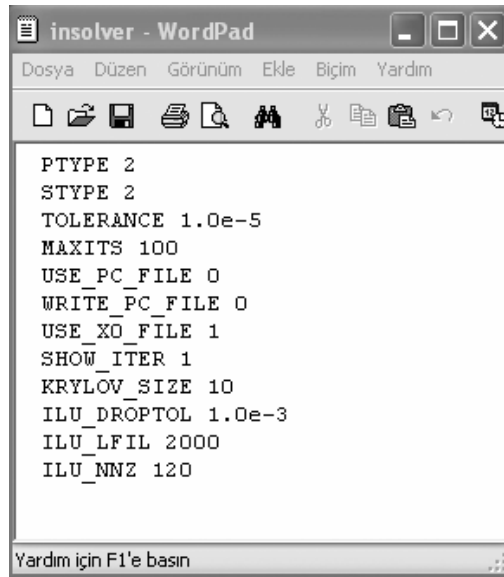 insolver - WordPad
Dosya Düzen Görünüm Ekle Biçim Yardım
PTYPE 2
STYPE 2
TOLERANCE 1.0e-5
MAXITS 100
USE_PC_FILE 0
WRITE_PC_FILE 0
USE_X0_FILE 1
SHOW_ITER 1
KRYLOV_SIZE 10
ILU_DROPTOL 1.0e-3
ILU_LFIL 2000
ILU_NNZ 120
Yardım için F1'e basın